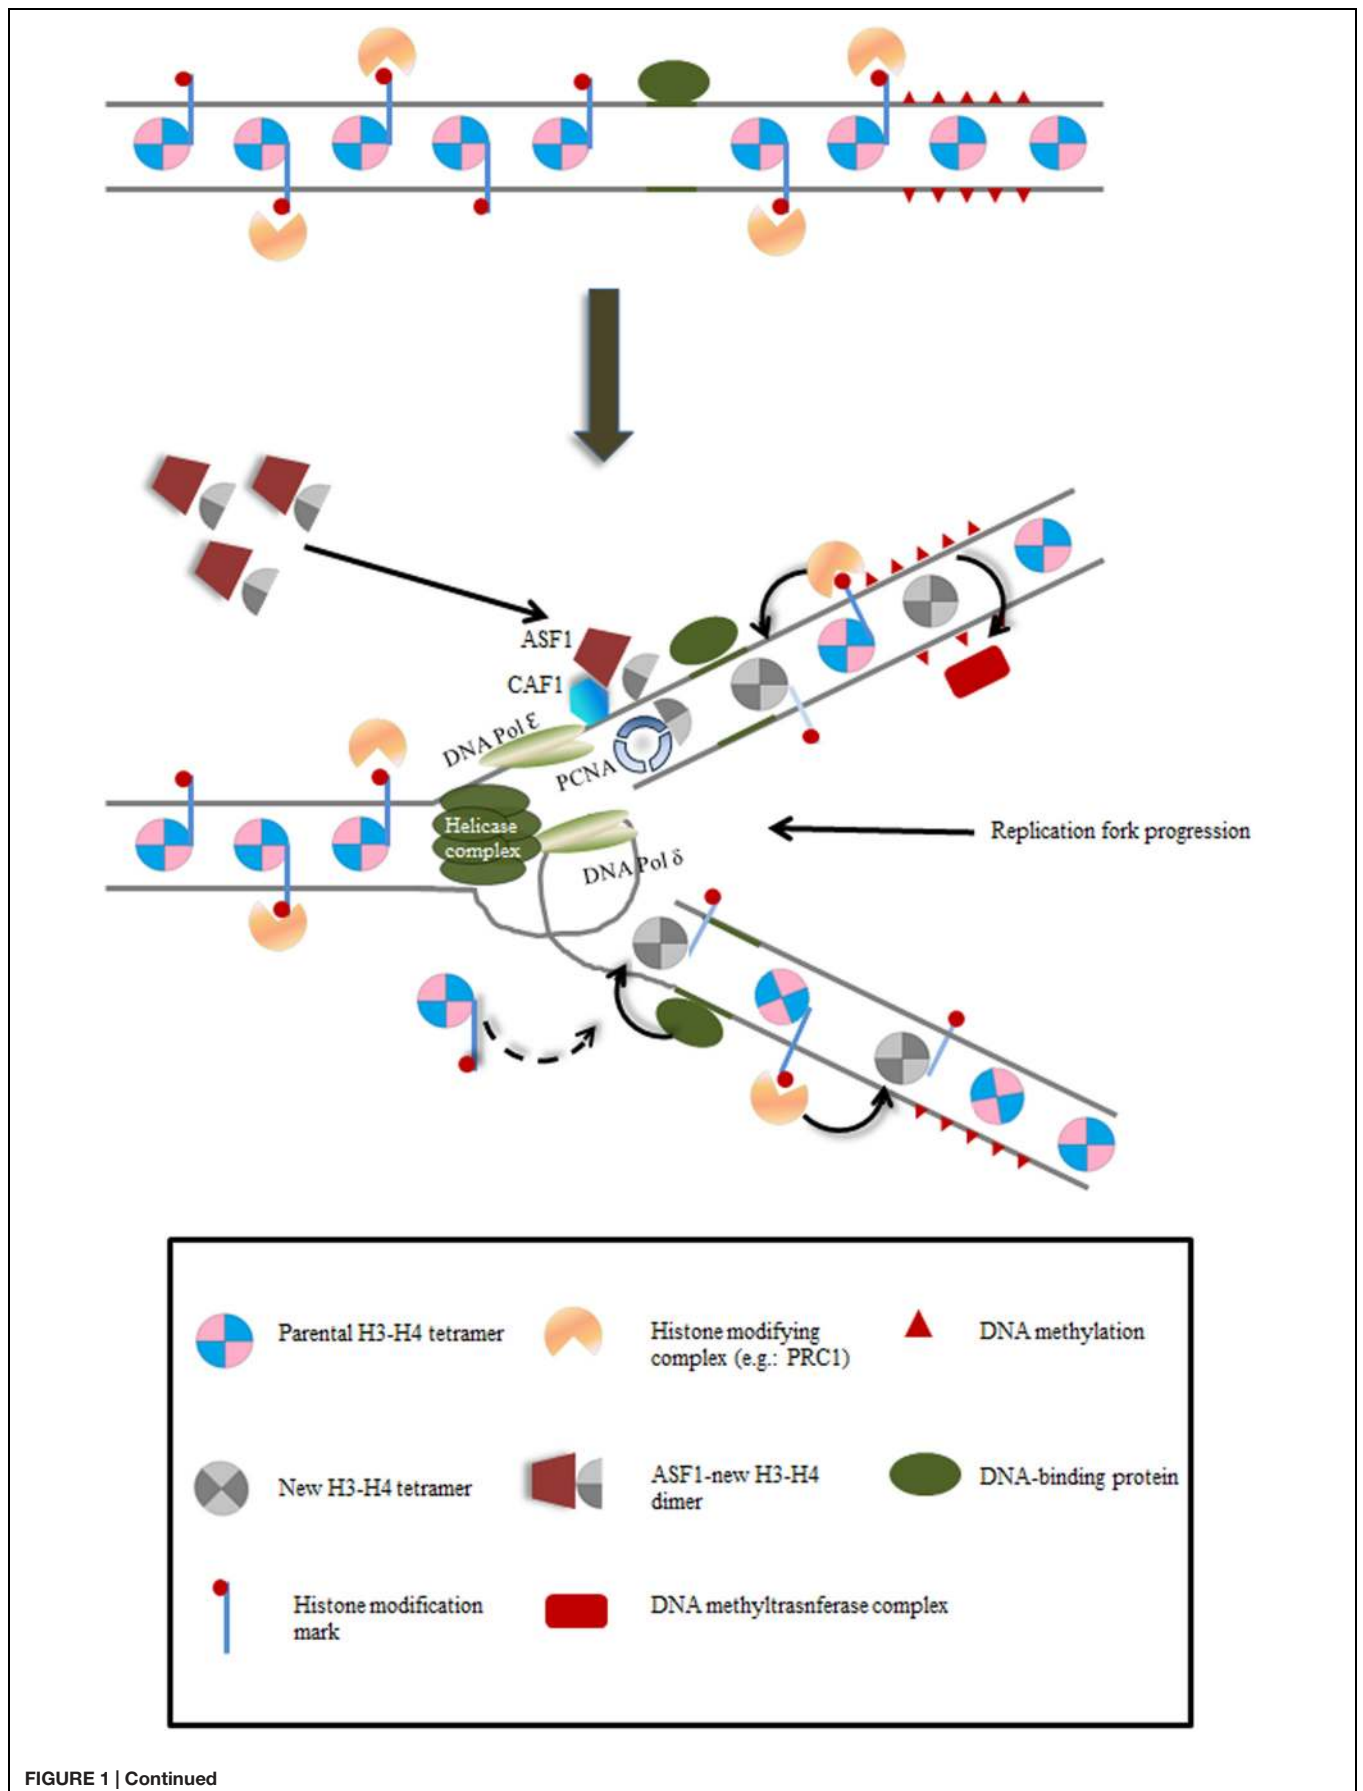 ASF1
CAF1
DNA Pol ε
PCNA
Helicase
complex
DNA Pol δ
Replication fork progression
Parental H3-H4 tetramer
Histone modifying
complex (e.g.: PRC1)
DNA methylation
New H3-H4 tetramer
ASF1-new H3-H4
dimer
DNA-binding protein
Histone modification
mark
DNA methyltrasnferase complex
FIGURE 1 | Continued